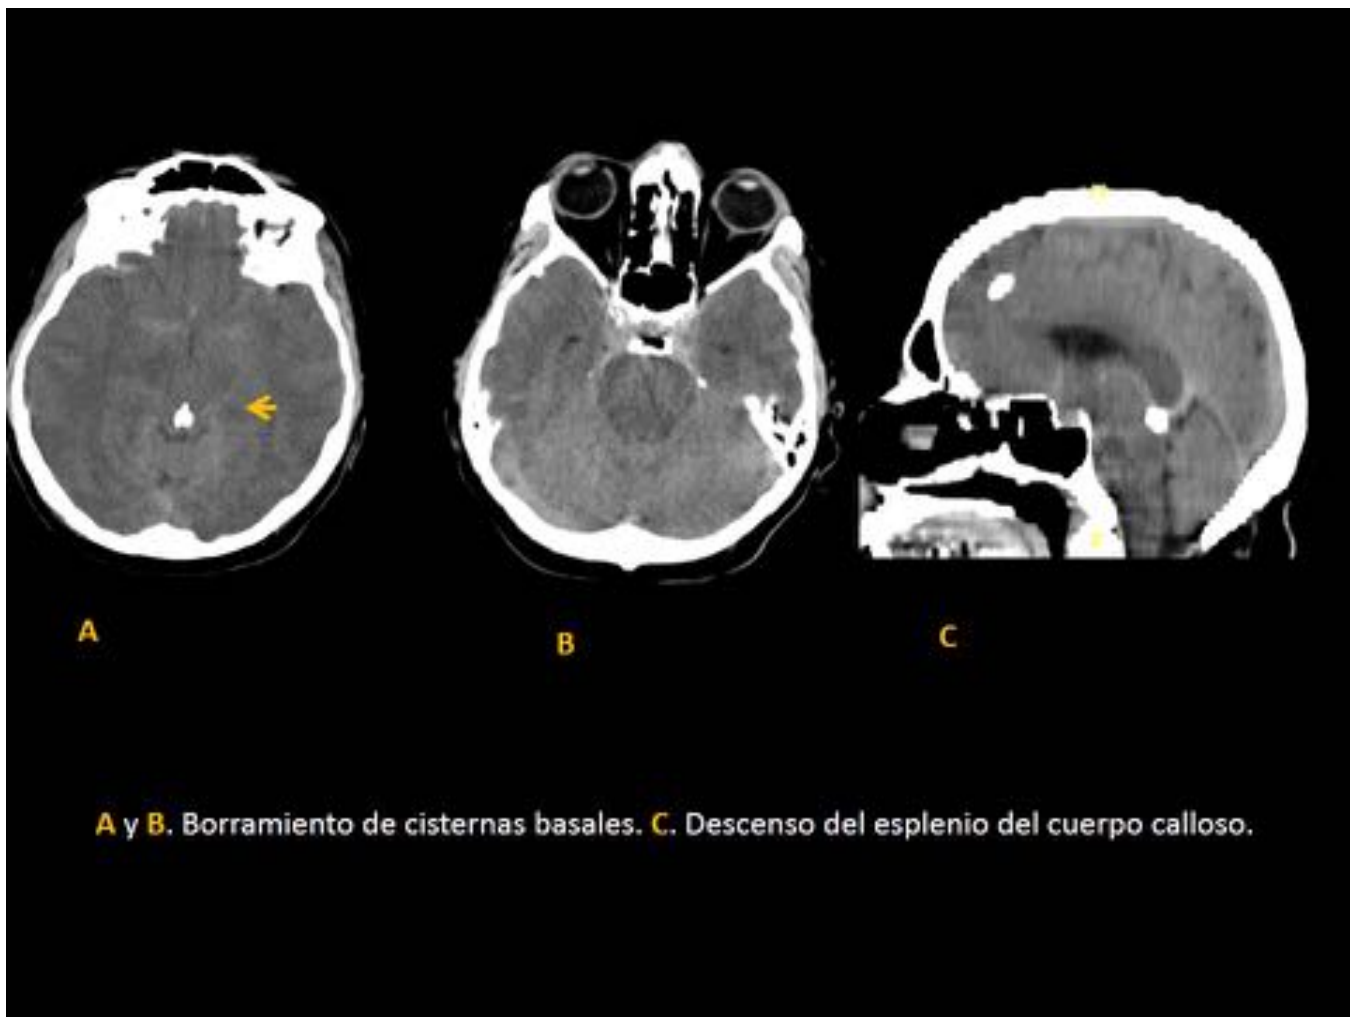 A
B
C
A y B. Borramiento de cisternas basales. C. Descenso del esplenio del cuerpo calloso.